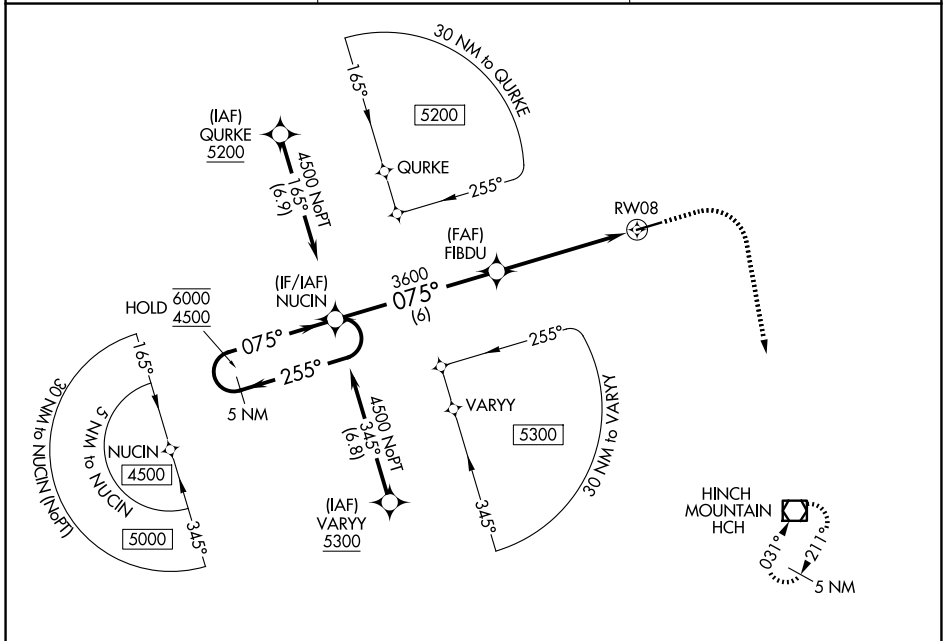 30 NM to QURKE
165°
5200
QURKE
255°
(IAF)
QURKE
5200
4500 NoPT
165°
(6.9)
RW08
(FAF)
FIBDU
(IF/IAF)
NUCIN
3600
075°
(6)
HOLD
6000
4500
075°
255°
5 NM
165°
30 NM to NUCIN (NoPT)
5 NM to NUCIN
NUCIN
4500
5000
345°
4500 NoPT
345°
(6.8)
(IAF)
VARYY
5300
255°
VARYY
5300
30 NM to VARYY
345°
HINCH
MOUNTAIN
HCH
031°
211°
5 NM